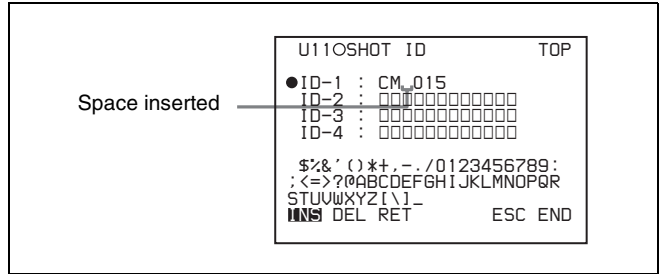 Space inserted
U11○SHOT ID TOP
●ID-1 : CM␣015
ID-2 : □□□□□□□□□□□□
ID-3 : □□□□□□□□□□□□
ID-4 : □□□□□□□□□□□□
$%&'()*+,-./0123456789:
;<=>?@ABCDEFGHIJKLMNOPQR
STUVWXYZ[\]_
INS DEL RET ESC END